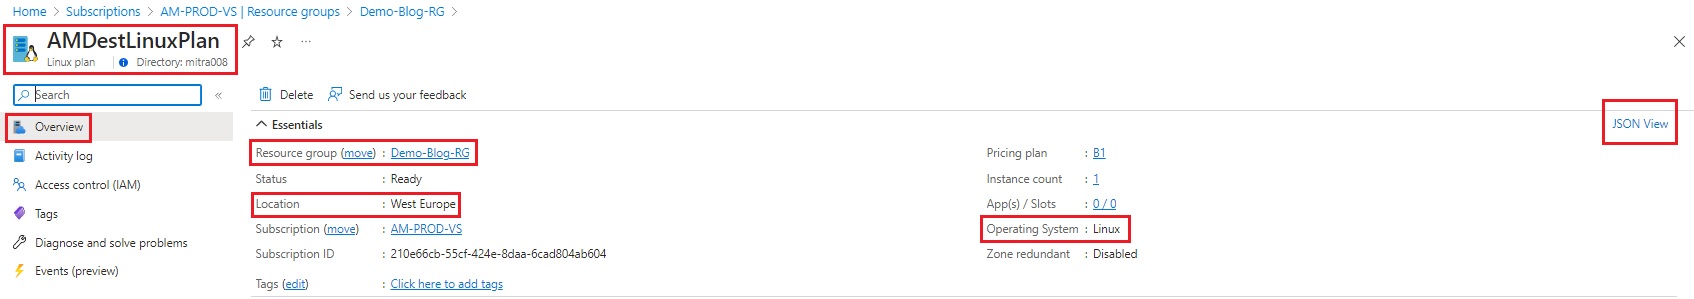 Home > Subscriptions > AM-PROD-VS | Resource groups > Demo-Blog-RG >
AMDestLinuxPlan
Linux plan | Directory: mitra008
Search
«
Delete Send us your feedback
Overview
Activity log
Access control (IAM)
Tags
Diagnose and solve problems
Events (preview)
Essentials
JSON View
Resource group (move) : Demo-Blog-RG
Status : Ready
Location : West Europe
Subscription (move) : AM-PROD-VS
Subscription ID : 210e66cb-55cf-424e-8daa-6cad804ab604
Tags (edit) : Click here to add tags
Pricing plan : B1
Instance count : 1
App(s) / Slots : 0 / 0
Operating System : Linux
Zone redundant : Disabled